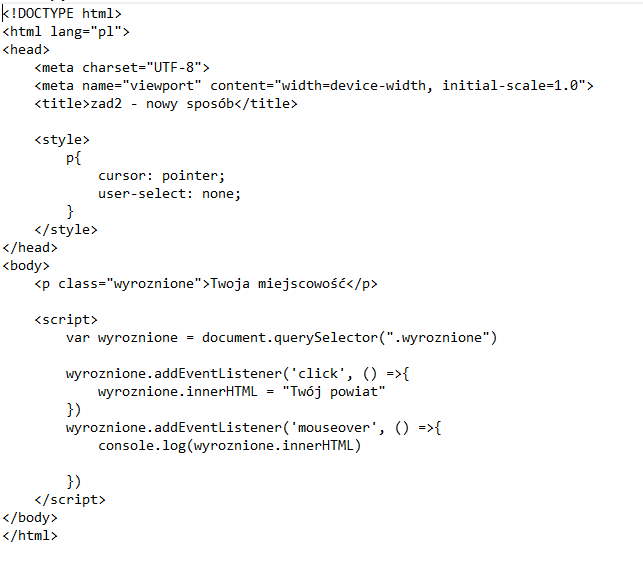 <!DOCTYPE html>
<html lang="pl">
<head>
    <meta charset="UTF-8">
    <meta name="viewport" content="width=device-width, initial-scale=1.0">
    <title>zad2 - nowy sposób</title>

    <style>
        p{
            cursor: pointer;
            user-select: none;
        }
    </style>
</head>
<body>
    <p class="wyroznione">Twoja miejscowość</p>

    <script>
        var wyroznione = document.querySelector(".wyroznione")

        wyroznione.addEventListener('click', () =>{
            wyroznione.innerHTML = "Twój powiat"
        })
        wyroznione.addEventListener('mouseover', () =>{
            console.log(wyroznione.innerHTML)

        })
    </script>
</body>
</html>